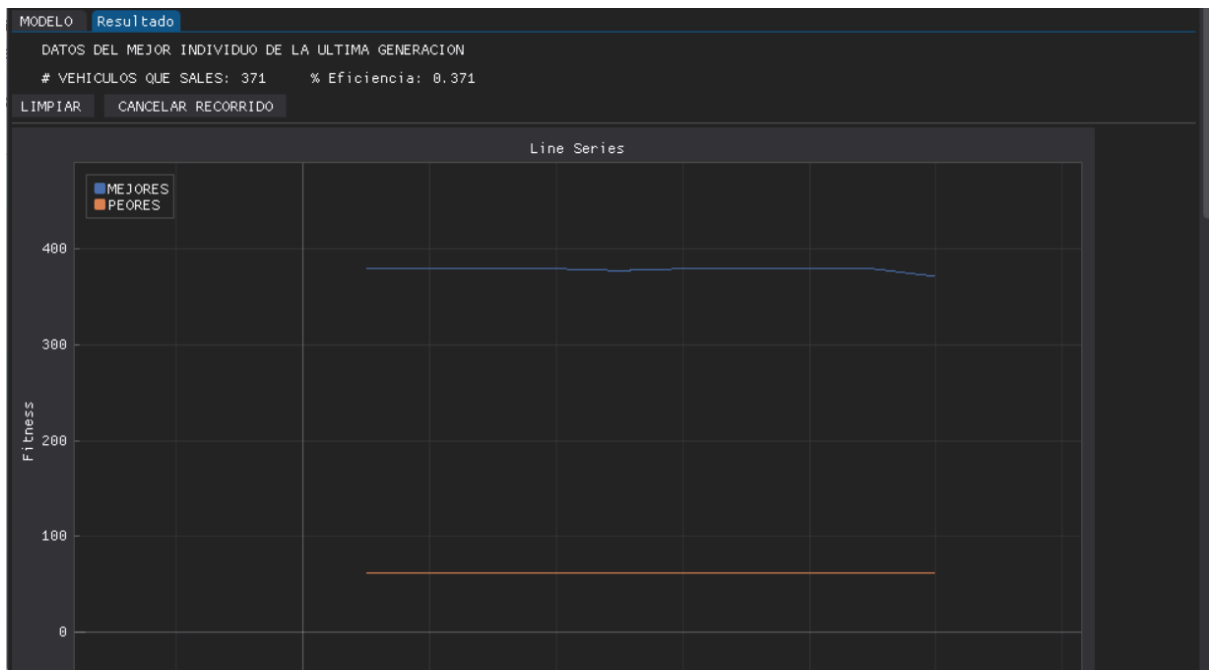 MODELO Resultado
DATOS DEL MEJOR INDIVIDUO DE LA ULTIMA GENERACION
# VEHICULOS QUE SALES: 371 % Eficiencia: 0.371
LIMPIAR CANCELAR RECORRIDO
Line Series
MEJORES
PEORES
400
300
Fitness
200
100
0